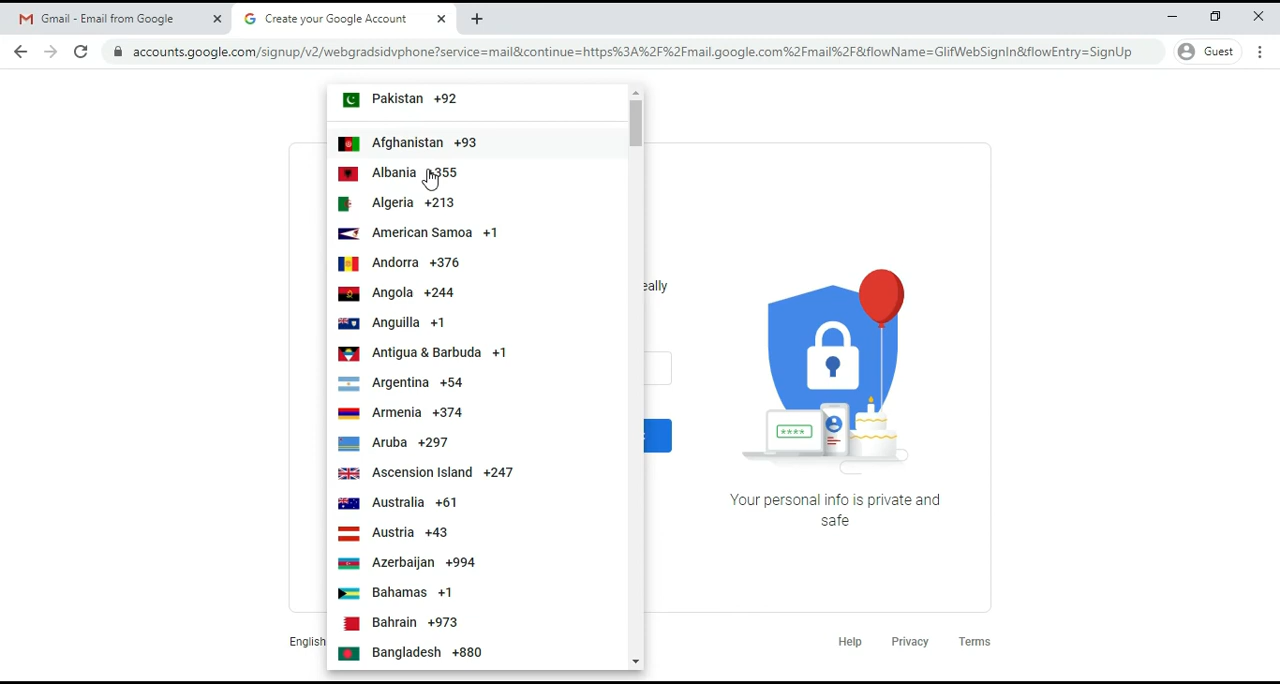 Gmail - Email from Google
Create your Google Account
accounts.google.com/signup/v2/webgradsidvphone?service=mail&continue=https%3A%2F%2Fmail.google.com%2Fmail%2F&flowName=GlifWebSignIn&flowEntry=SignUp
Guest
Pakistan +92
Afghanistan +93
Albania +355
Algeria +213
American Samoa +1
Andorra +376
Angola +244
eally
Anguilla +1
Antigua & Barbuda +1
Argentina +54
Armenia +374
Aruba +297
Ascension Island +247
Australia +61
Austria +43
Azerbaijan +994
Bahamas +1
Bahrain +973
Bangladesh +880
****
Your personal info is private and
safe
English
Help
Privacy
Terms